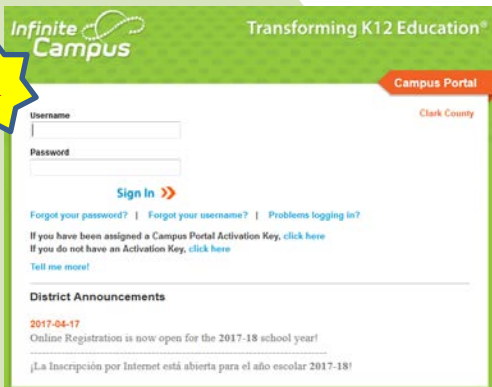 Infinite Campus
Transforming K12 Education®
Campus Portal
Clark County
Username
Password
Sign In
Forgot your password? | Forgot your username? | Problems logging in?
If you have been assigned a Campus Portal Activation Key, click here
If you do not have an Activation Key, click here
Tell me more!
District Announcements
2017-04-17
Online Registration is now open for the 2017-18 school year!
¡La Inscripción por Internet está abierta para el año escolar 2017-18!